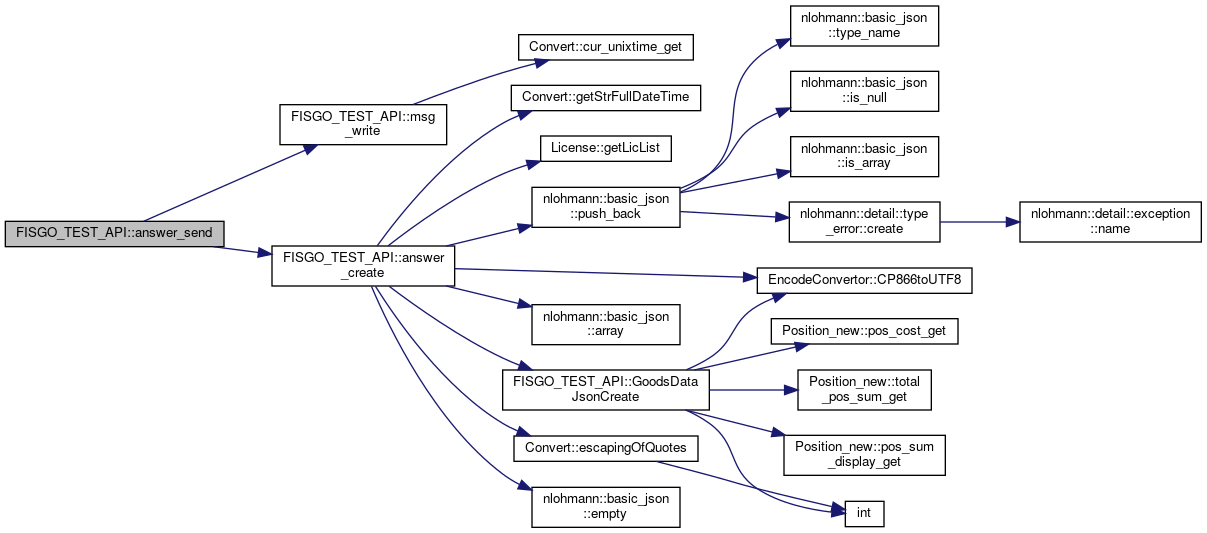 FISGO_TEST_API::answer_send
FISGO_TEST_API::msg
_write
FISGO_TEST_API::answer
_create
Convert::cur_unixtime_get
Convert::getStrFullDateTime
License::getLicList
nlohmann::basic_json
::push_back
nlohmann::basic_json
::array
FISGO_TEST_API::GoodsData
JsonCreate
Convert::escapingOfQuotes
nlohmann::basic_json
::empty
nlohmann::basic_json
::type_name
nlohmann::basic_json
::is_null
nlohmann::basic_json
::is_array
nlohmann::detail::type
_error::create
EncodeConvertor::CP866toUTF8
Position_new::pos_cost_get
Position_new::total
_pos_sum_get
Position_new::pos_sum
_display_get
int
nlohmann::detail::exception
::name